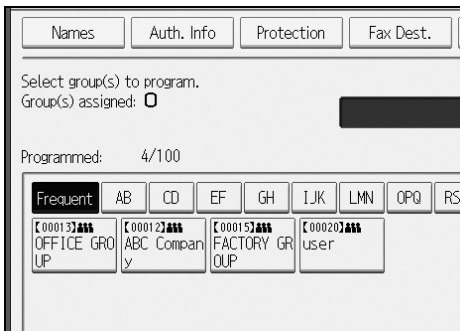 Names Auth. Info Protection Fax Dest.
Select group(s) to program.
Group(s) assigned: 0
Programmed: 4/100
Frequent AB CD EF GH IJK LMN OPQ RS
【00013】 【00012】 【00015】 【00020】
OFFICE GRO ABC Compan FACTORY GR user
UP y OUP